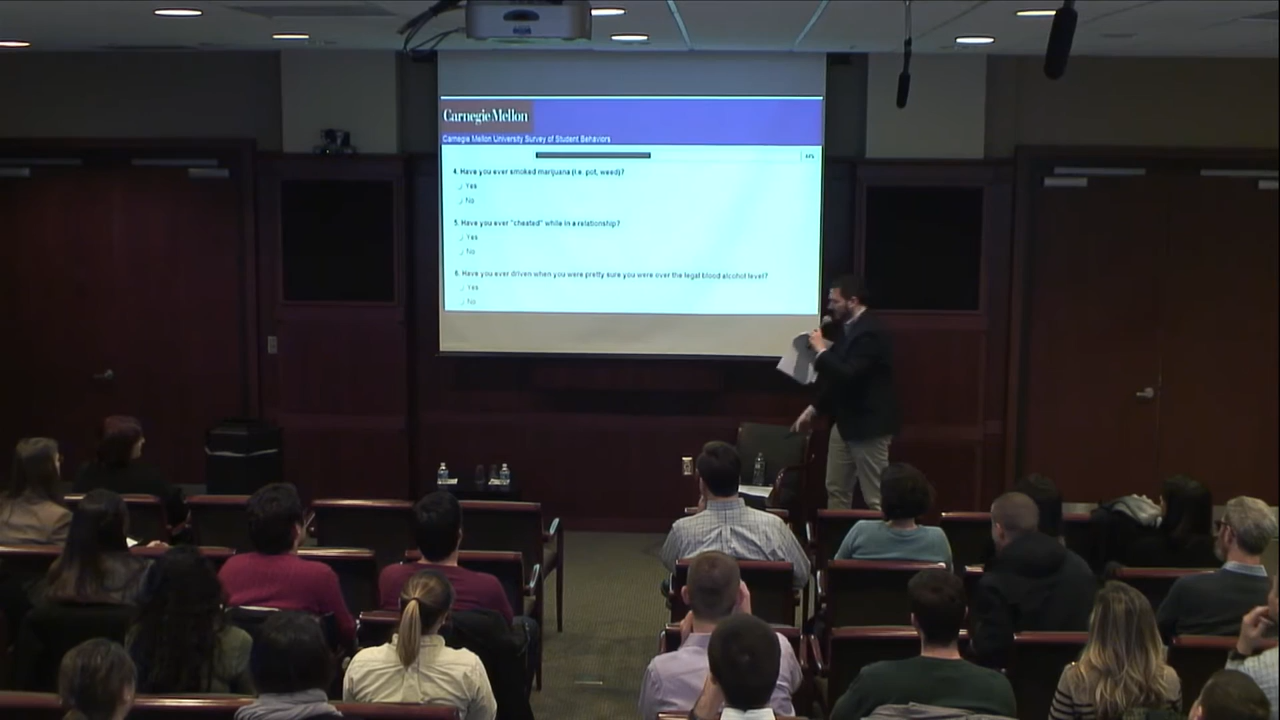 Carnegie Mellon
Carnegie Mellon University Survey of Student Behaviors
4. Have you ever smoked marijuana (i.e. pot, weed)?
Yes
No
5. Have you ever "cheated" while in a relationship?
Yes
No
6. Have you ever driven when you were pretty sure you were over the legal blood alcohol level?
Yes
No